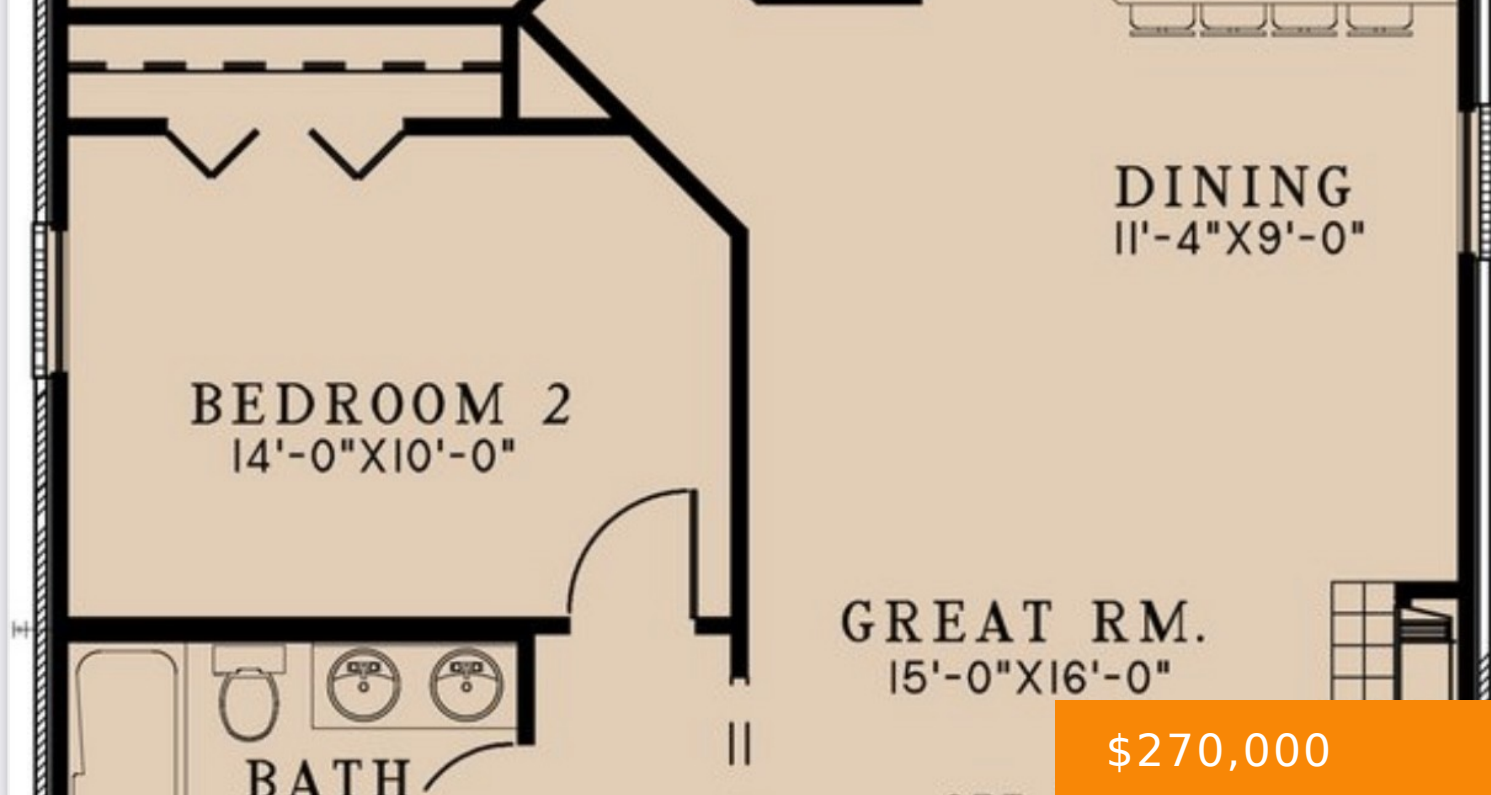 DINING
11'-4"X9'-0"
BEDROOM 2
14'-0"X10'-0"
GREAT RM.
15'-0"X16'-0"
$270,000
BATH